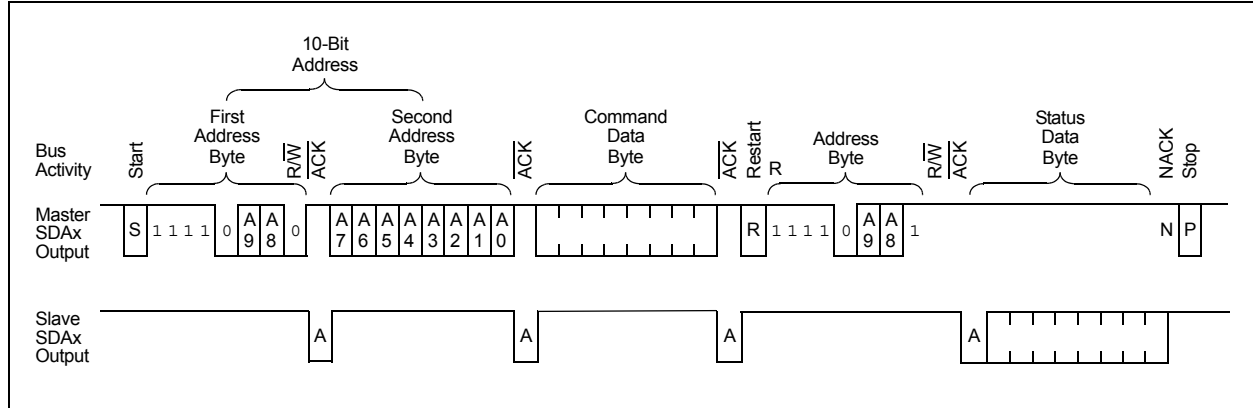 10-Bit
Address
First
Address
Byte
Second
Address
Byte
Command
Data
Byte
Address
Byte
Status
Data
Byte
Bus
Activity
Start
R/W
ACK
ACK
ACK
Restart
R
R/W
ACK
NACK
Stop
Master
SDAx
Output
S 1 1 1 1 0 A9 A8 0 A7 A6 A5 A4 A3 A2 A1 A0 R 1 1 1 1 0 A9 A8 1 N P
Slave
SDAx
Output
A A A A